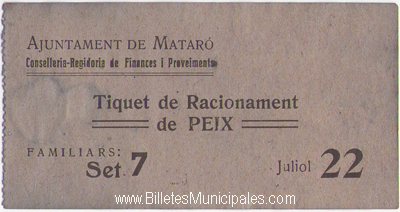 AJUNTAMENT DE MATARÓ
Conselleria-Regidoria de Finances i Proveïments
Tiquet de Racionament
de PEIX
FAMILIARS:
Set 7 Juliol 22
www.BilletesMunicipales.com